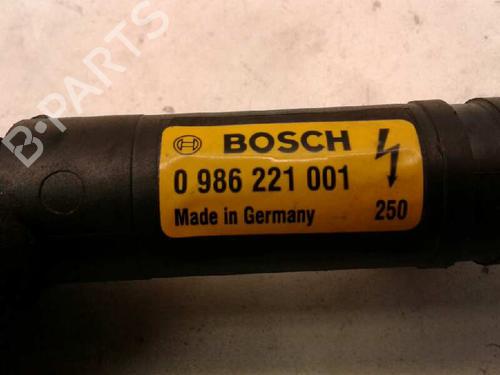 BOSCH
0 986 221 001
Made in Germany 250
B-PARTS